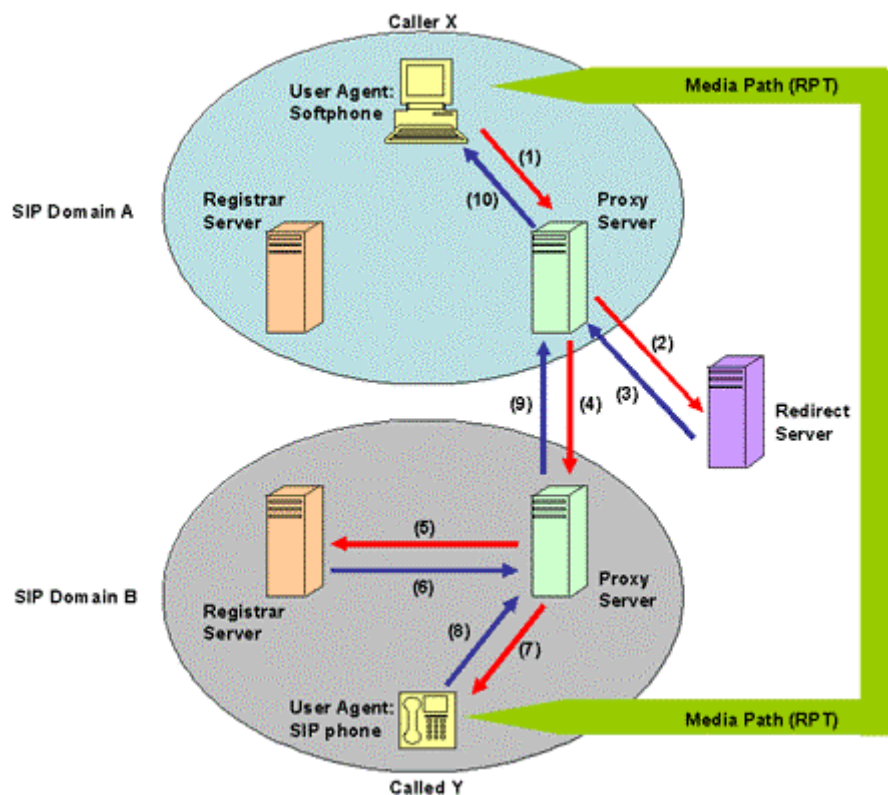 Caller X
User Agent:
Softphone
Media Path (RPT)
(1)
(10)
SIP Domain A
Registrar
Server
Proxy
Server
(2)
(3)
(9)
(4)
Redirect
Server
(5)
(6)
SIP Domain B
Registrar
Server
Proxy
Server
(8)
(7)
User Agent:
SIP phone
Media Path (RPT)
Called Y